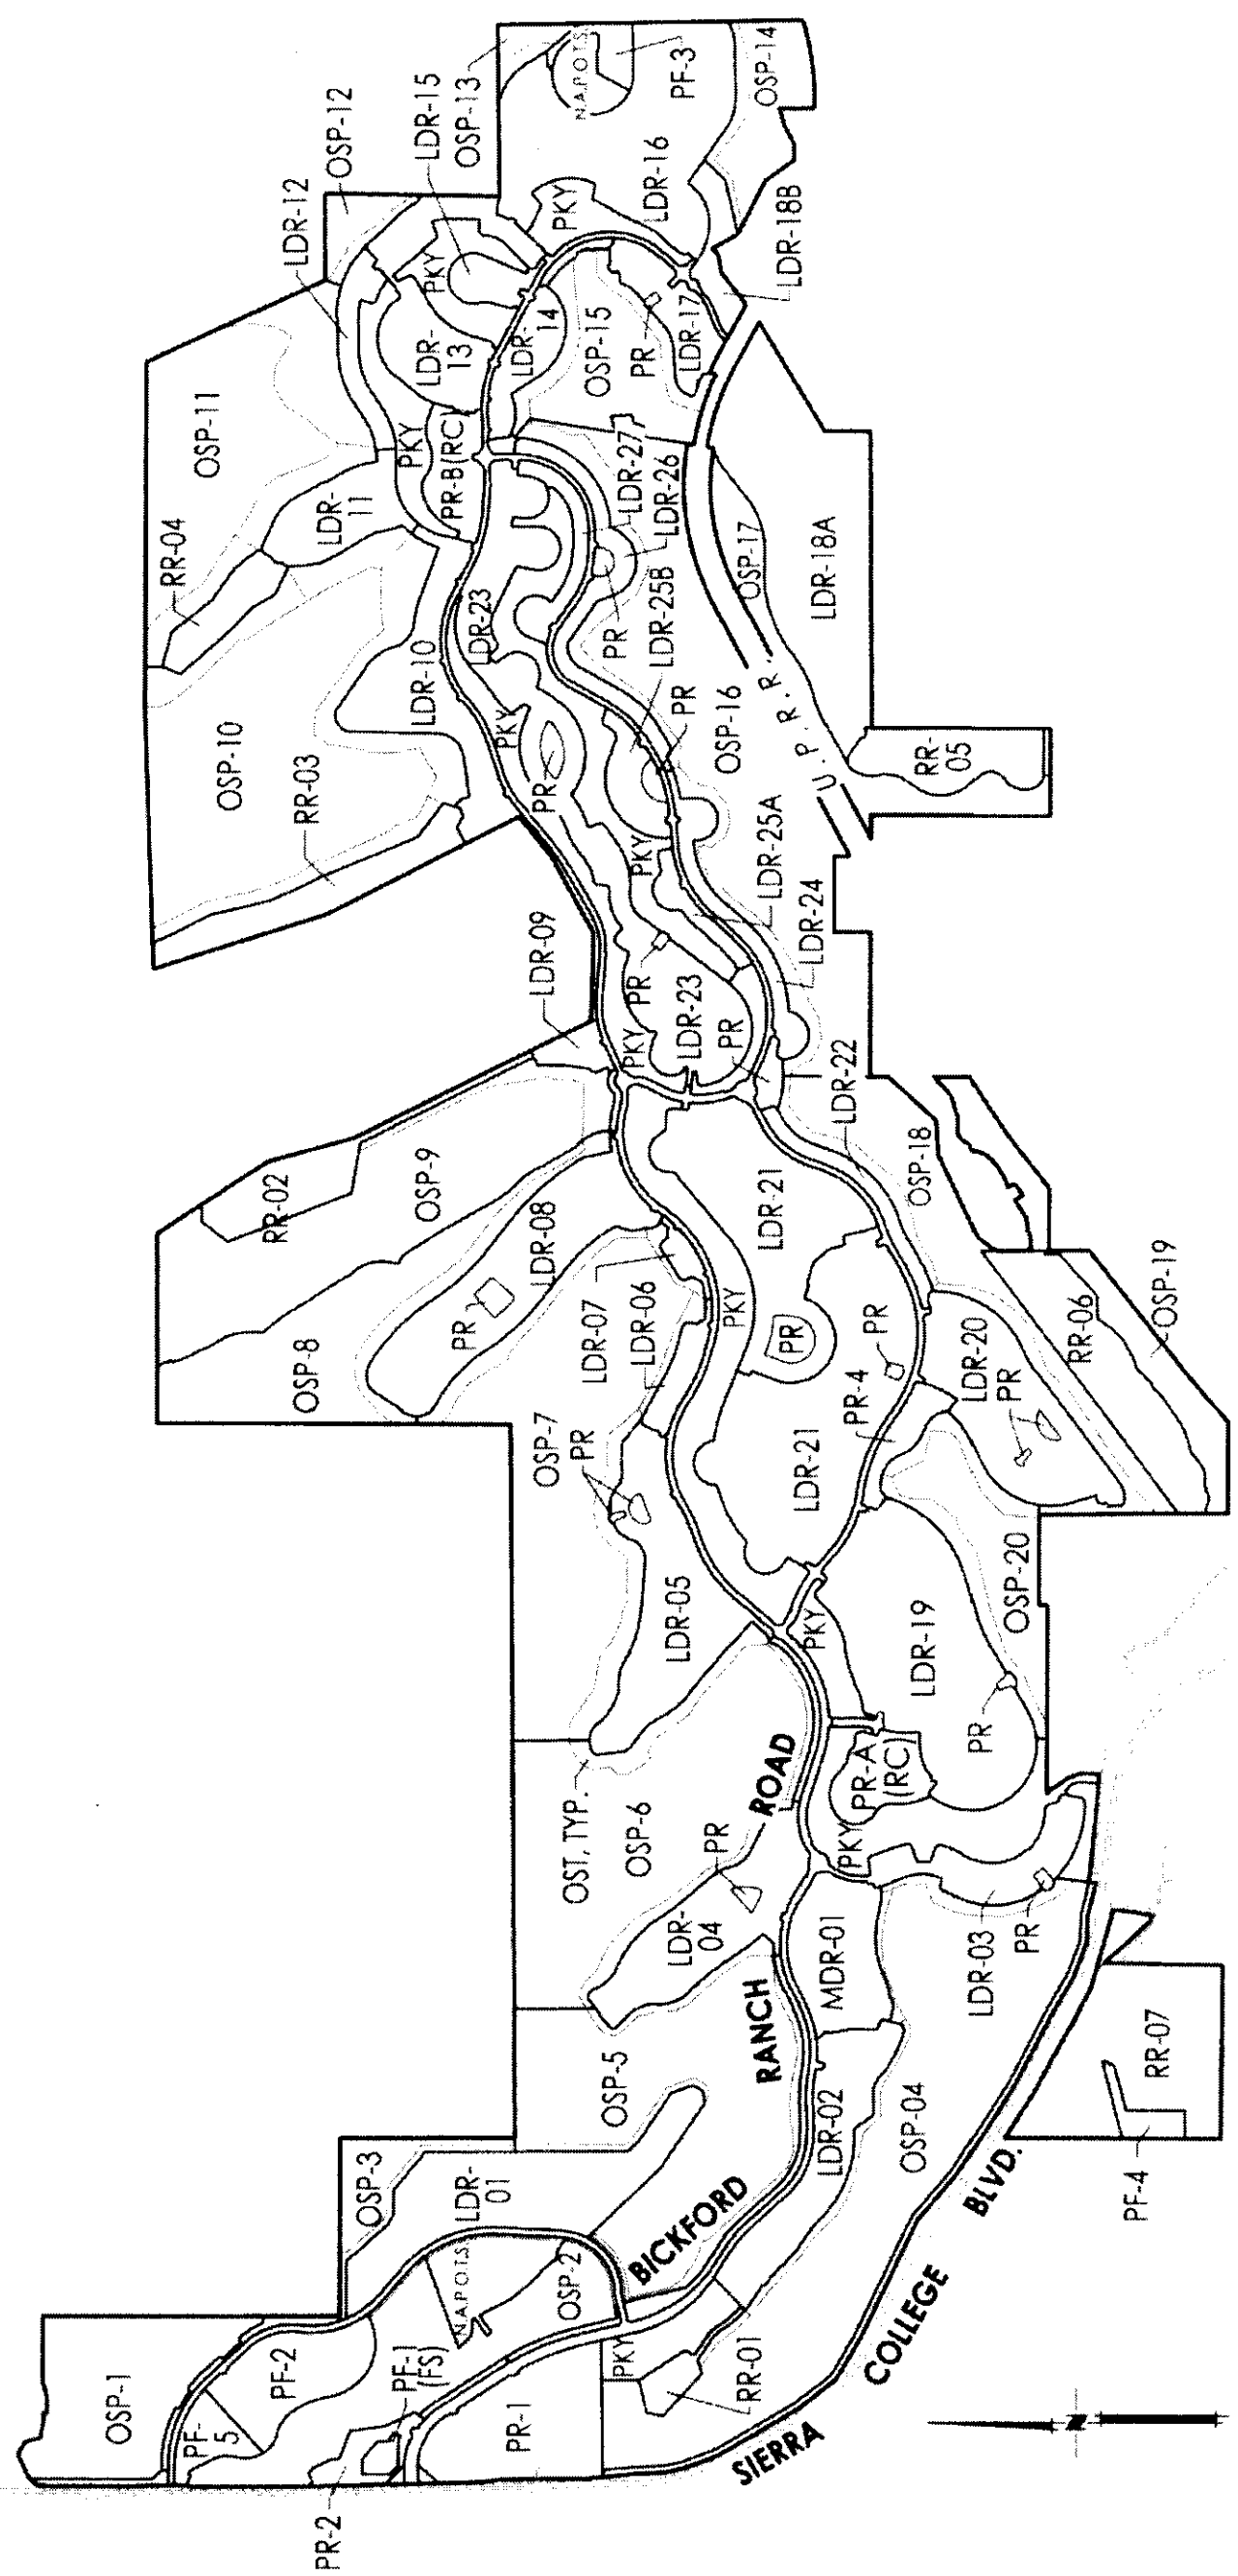 OSP-1
PF-5
PF-2
PR-2
PF-1
(FS)
PR-1
N.A.P.O.T.S.
OSP-3
LDR-
01
OSP-2
PKY
RR-01
BICKFORD
RANCH
ROAD
SIERRA
COLLEGE
BLVD.
OSP-5
LDR-02
OSP-04
PF-4
RR-07
MDR-01
LDR-03
PR
LDR-
04
PR
OSP-6
OST, TYP.
PKY
PR-A
(RC)
PR
LDR-19
PKY
OSP-20
LDR-05
OSP-7
PR
LDR-21
PR-4
PR
LDR-20
PR
RR-06
OSP-19
OSP-8
PR
LDR-08
LDR-07
LDR-06
PKY
PR
LDR-21
OSP-9
RR-02
OSP-18
LDR-22
LDR-09
PKY
LDR-23
PR
PR
LDR-24
LDR-25A
PKY
RR-03
OSP-10
PR
PKY
LDR-10
LDR-23
PR
LDR-25B
PR
OSP-16
U. P. R. R.
RR-
05
LDR-18A
OSP-17
RR-04
OSP-11
LDR-
11
PKY
PR-B(RC)
LDR-27
LDR-26
LDR-12
OSP-12
LDR-
13
PKY
LDR-15
OSP-13
LDR-
14
OSP-15
PR
LDR-17
PKY
LDR-16
LDR-18B
N.A.P.O.T.S.
PF-3
OSP-14
Z